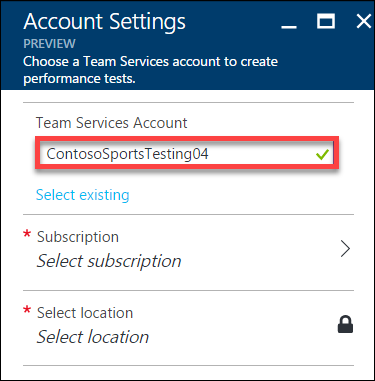 Account Settings
PREVIEW
Choose a Team Services account to create
performance tests.
Team Services Account
ContosoSportsTesting04
Select existing
* Subscription
Select subscription
* Select location
Select location